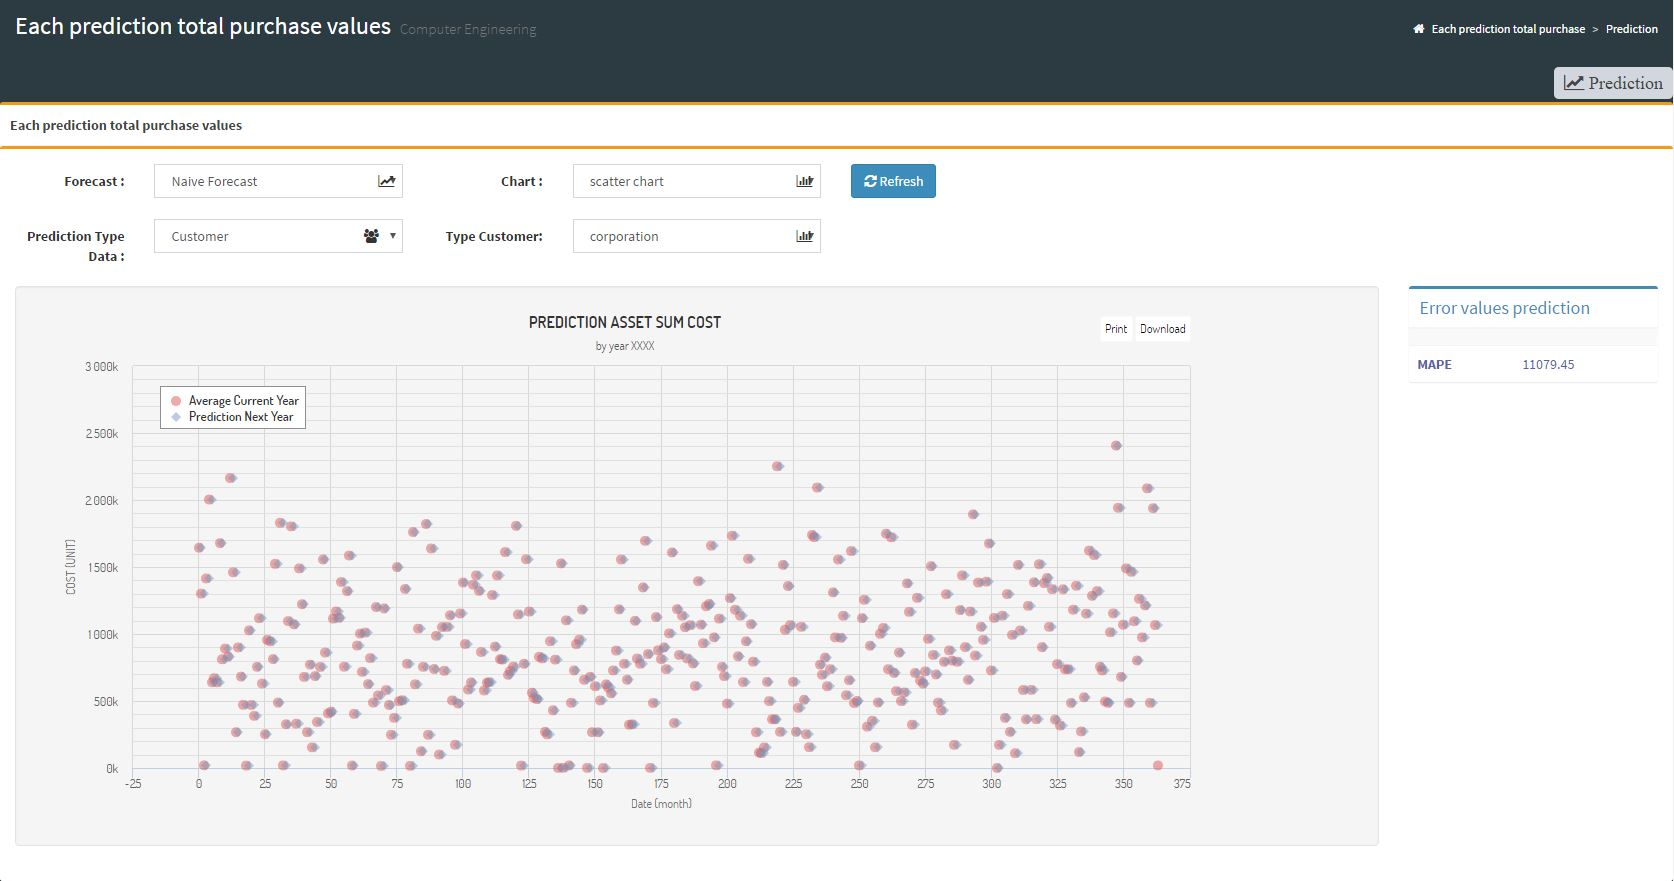 Each prediction total purchase values Computer Engineering
Each prediction total purchase > Prediction
Prediction
Each prediction total purchase values
Forecast :
Naive Forecast
Chart :
scatter chart
Refresh
Prediction Type
Data :
Customer
Type Customer:
corporation
PREDICTION ASSET SUM COST
by year XXXX
Print
Download
Average Current Year
Prediction Next Year
COST (UNIT)
3 000k
2 500k
2 000k
1 500k
1 000k
500k
0k
-25 0 25 50 75 100 125 150 175 200 225 250 275 300 325 350 375
Date (month)
Error values prediction
MAPE 11079.45